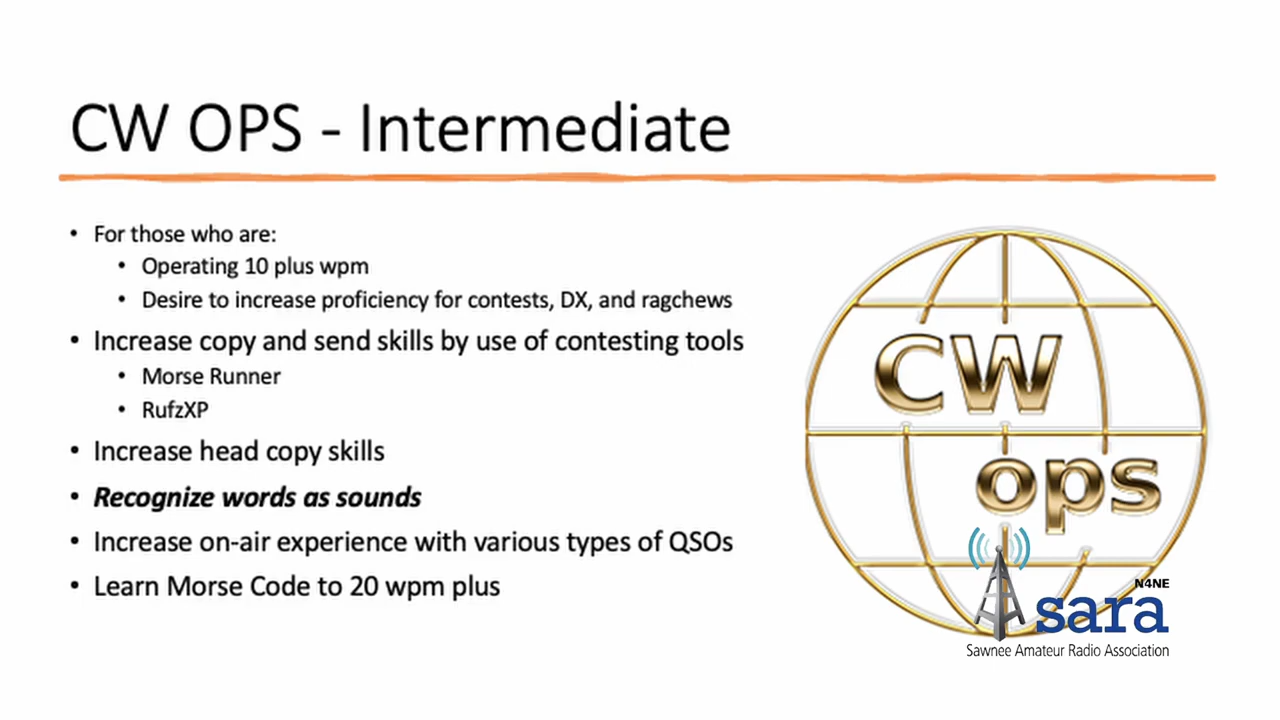 CW OPS - Intermediate
• For those who are:
• Operating 10 plus wpm
• Desire to increase proficiency for contests, DX, and ragchews
• Increase copy and send skills by use of contesting tools
• Morse Runner
• RufzXP
• Increase head copy skills
• Recognize words as sounds
• Increase on-air experience with various types of QSOs
• Learn Morse Code to 20 wpm plus
CW
ops
N4NE
sara
Sawnee Amateur Radio Association